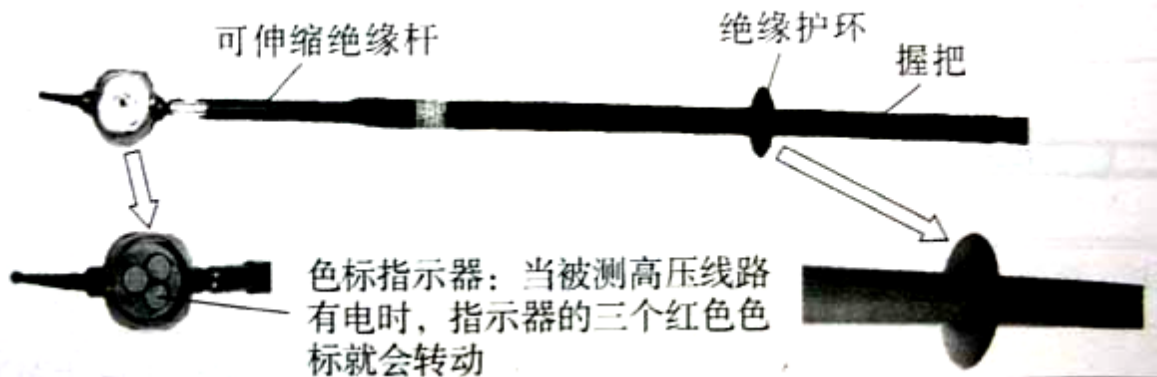 可伸缩绝缘杆
绝缘护环
握把
色标指示器：当被测高压线路
有电时，指示器的三个红色色
标就会转动